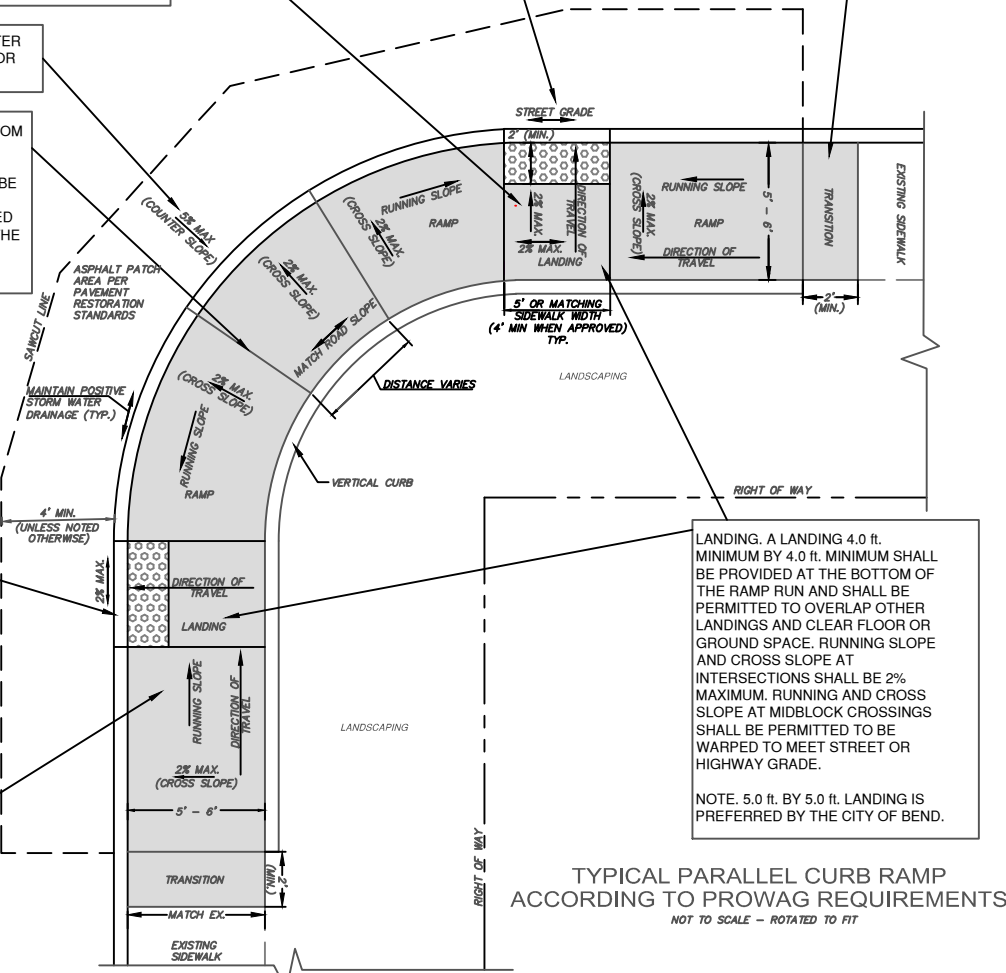 TER
OR
OM
BE
ED
THE
STREET GRADE
2' (MIN.)
RUNNING SLOPE
RAMP
2% MAX.
(CROSS SLOPE)
2% MAX.
DIRECTION OF
TRAVEL
2% MAX.
LANDING
RUNNING SLOPE
2% MAX.
(CROSS SLOPE)
RAMP
DIRECTION OF
TRAVEL
5' - 6'
TRANSITION
EXISTING SIDEWALK
2'
(MIN.)
5' OR MATCHING
SIDEWALK WIDTH
(4' MIN WHEN APPROVED)
TYP.
5% MAX.
(COUNTER SLOPE)
2% MAX.
(CROSS SLOPE)
MATCH ROAD SLOPE
ASPHALT PATCH
AREA PER
PAVEMENT
RESTORATION
STANDARDS
SAWCUT LINE
DISTANCE VARIES
LANDSCAPING
MAINTAIN POSITIVE
STORM WATER
DRAINAGE (TYP.)
2% MAX.
(CROSS SLOPE)
RUNNING SLOPE
RAMP
VERTICAL CURB
RIGHT OF WAY
4' MIN.
(UNLESS NOTED
OTHERWISE)
2% MAX.
DIRECTION OF
TRAVEL
LANDING
RUNNING SLOPE
DIRECTION OF
TRAVEL
2% MAX.
(CROSS SLOPE)
5' - 6'
LANDSCAPING
TRANSITION
2'
(MIN.)
MATCH EX.
EXISTING
SIDEWALK
RIGHT OF WAY
LANDING. A LANDING 4.0 ft.
MINIMUM BY 4.0 ft. MINIMUM SHALL
BE PROVIDED AT THE BOTTOM OF
THE RAMP RUN AND SHALL BE
PERMITTED TO OVERLAP OTHER
LANDINGS AND CLEAR FLOOR OR
GROUND SPACE. RUNNING SLOPE
AND CROSS SLOPE AT
INTERSECTIONS SHALL BE 2%
MAXIMUM. RUNNING AND CROSS
SLOPE AT MIDBLOCK CROSSINGS
SHALL BE PERMITTED TO BE
WARPED TO MEET STREET OR
HIGHWAY GRADE.
NOTE. 5.0 ft. BY 5.0 ft. LANDING IS
PREFERRED BY THE CITY OF BEND.
TYPICAL PARALLEL CURB RAMP
ACCORDING TO PROWAG REQUIREMENTS
NOT TO SCALE - ROTATED TO FIT